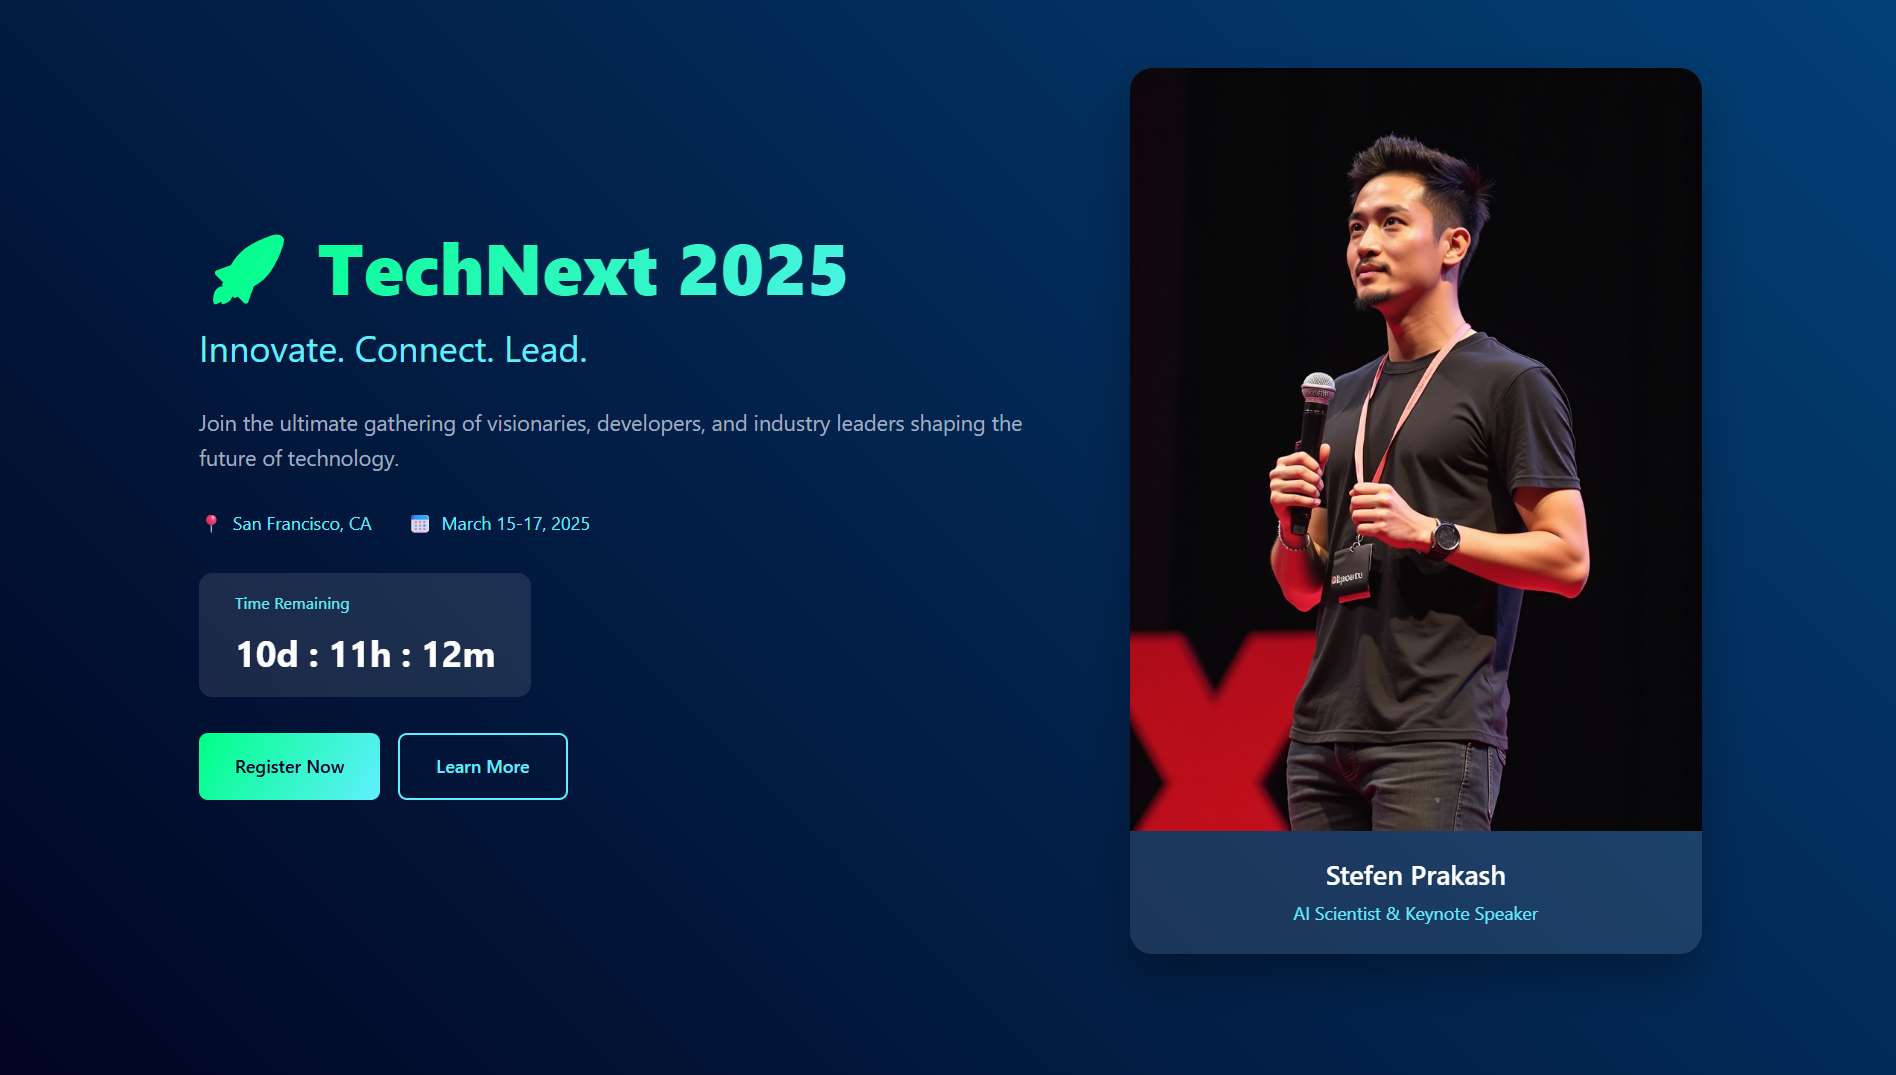 TechNext 2025
Innovate. Connect. Lead.
Join the ultimate gathering of visionaries, developers, and industry leaders shaping the
future of technology.
San Francisco, CA
March 15-17, 2025
Time Remaining
10d : 11h : 12m
Register Now
Learn More
X
Stefen Prakash
AI Scientist & Keynote Speaker